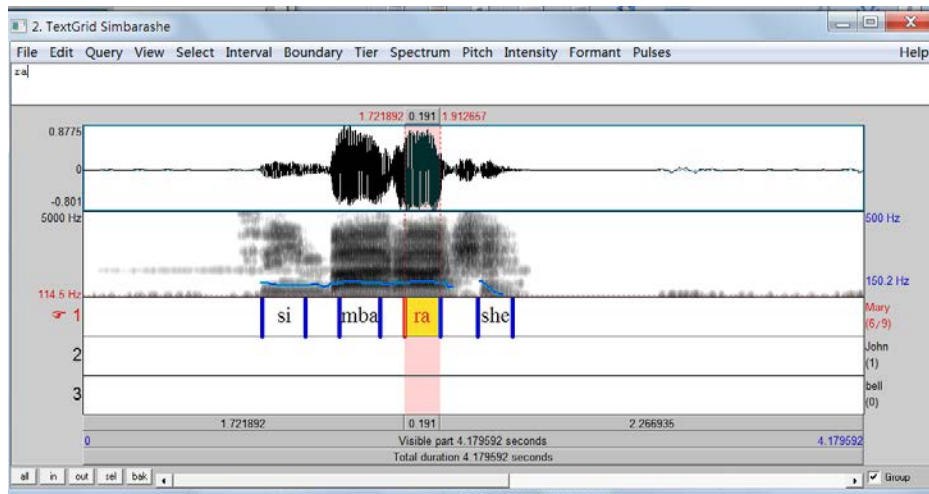 2. TextGrid Simbarashe
File Edit Query View Select Interval Boundary Tier Spectrum Pitch Intensity Formant Pulses Help
ra
1.721892 0.191 1.912657
0.8775
0
-0.801
5000 Hz 500 Hz
150.2 Hz
114.5 Hz
1 si mba ra she Mary
(6/9)
2 John
(1)
3 bell
(0)
1.721892 0.191 2.266935
0 Visible part 4.179592 seconds 4.179592
Total duration 4.179592 seconds
all in out sel bak Group